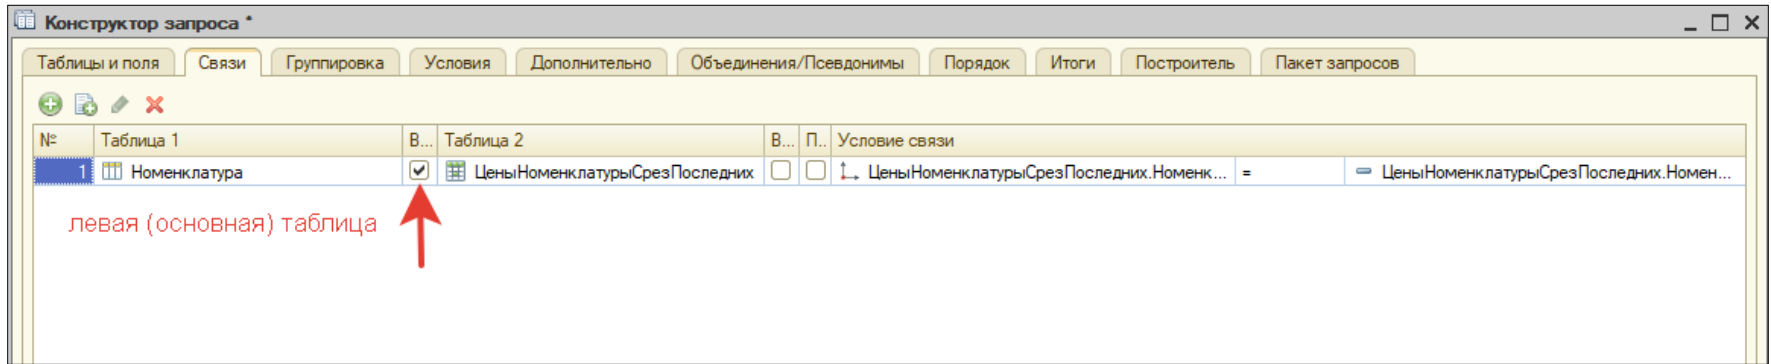 Конструктор запроса *
Таблицы и поля Связи Группировка Условия Дополнительно Объединения/Псевдонимы Порядок Итоги Построитель Пакет запросов
№ Таблица 1 В... Таблица 2 В... П... Условие связи
1 Номенклатура ЦеныНоменклатурыСрезПоследних ЦеныНоменклатурыСрезПоследних.Номенк... = ЦеныНоменклатурыСрезПоследних.Номен...
левая (основная) таблица